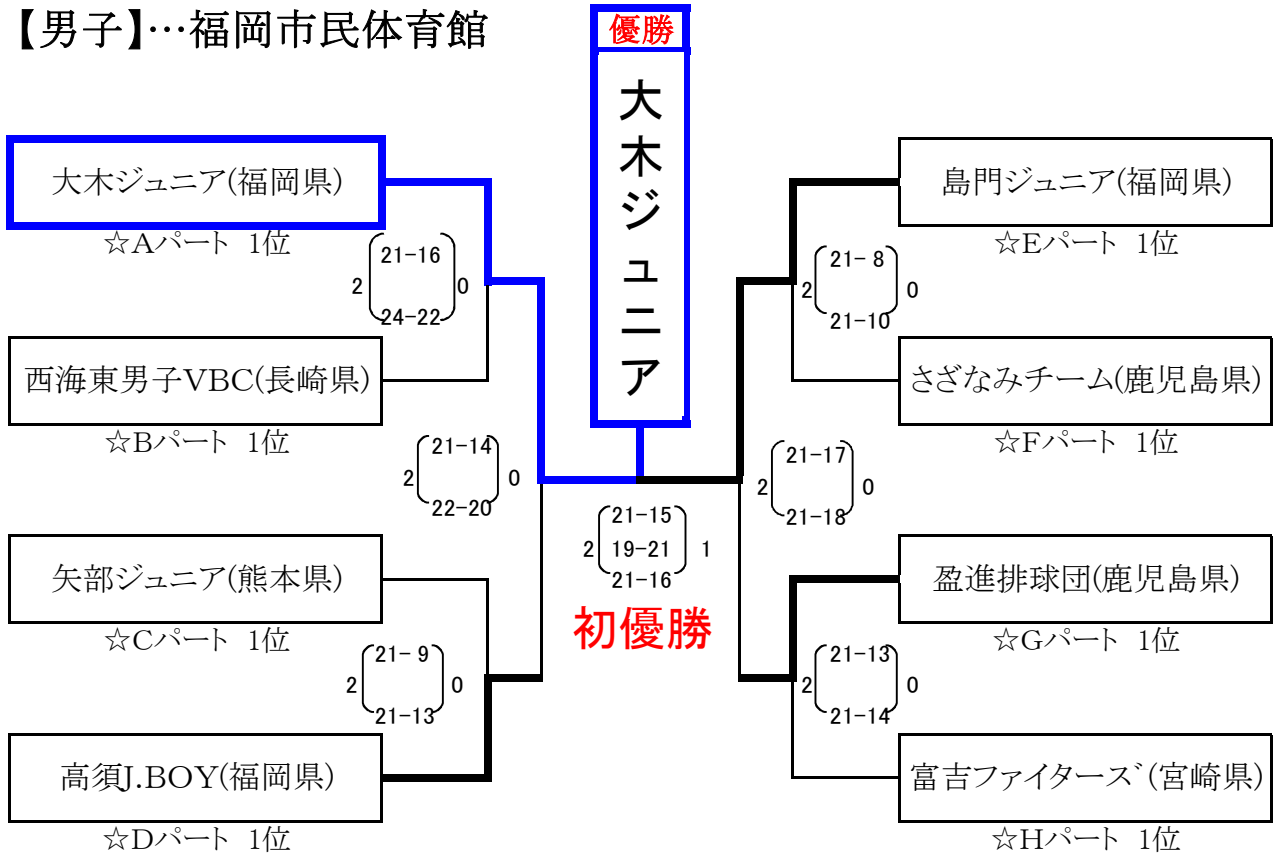 【男子】…福岡市民体育館
優勝
大木ジュニア
大木ジュニア(福岡県)
☆Aパート 1位
21-16
2 0
24-22
西海東男子VBC(長崎県)
☆Bパート 1位
21-14
2 0
22-20
矢部ジュニア(熊本県)
☆Cパート 1位
21- 9
2 0
21-13
高須J.BOY(福岡県)
☆Dパート 1位
21-15
2 19-21 1
21-16
初優勝
島門ジュニア(福岡県)
☆Eパート 1位
21- 8
2 0
21-10
さざなみチーム(鹿児島県)
☆Fパート 1位
21-17
2 0
21-18
盈進排球団(鹿児島県)
☆Gパート 1位
21-13
2 0
21-14
富吉ファイターズ゛(宮崎県)
☆Hパート 1位